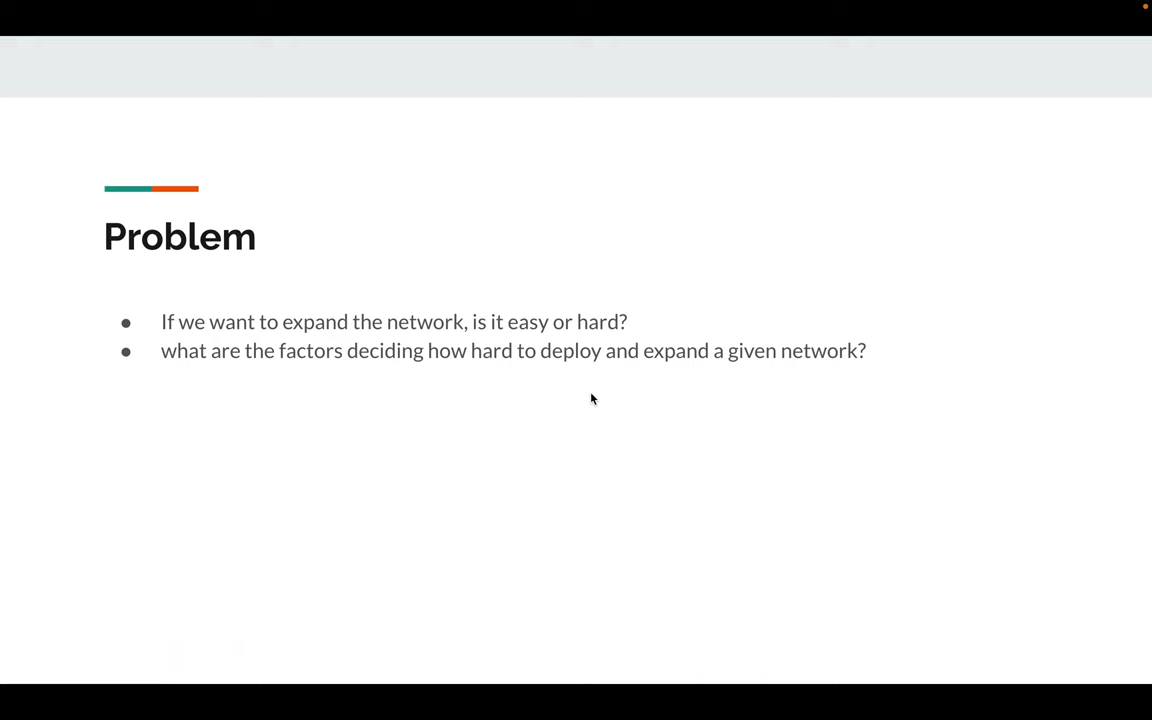 Problem
● If we want to expand the network, is it easy or hard?
● what are the factors deciding how hard to deploy and expand a given network?